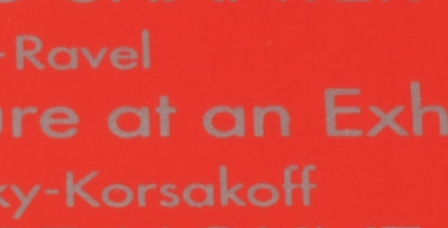 -Ravel
ure at an Exh
ky-Korsakoff